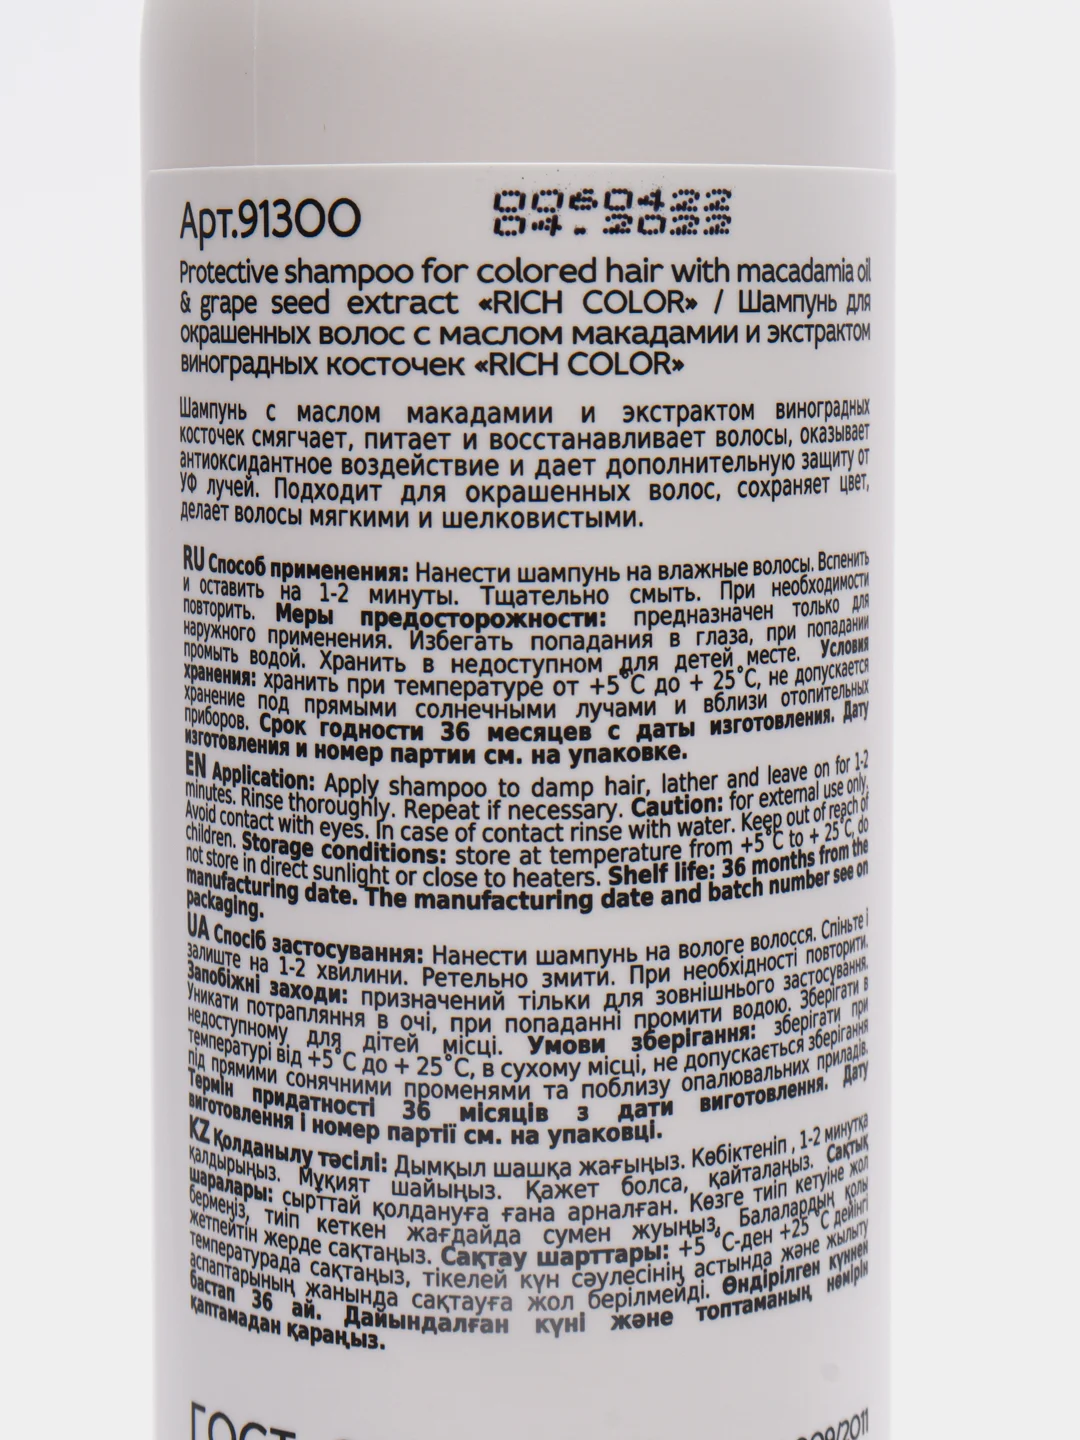 Арт.91300
0060422
04.2022
Protective shampoo for colored hair with macadamia oil
& grape seed extract «RICH COLOR» / Шампунь для
окрашенных волос с маслом макадамии и экстрактом
виноградных косточек «RICH COLOR»
Шампунь с маслом макадамии и экстрактом виноградных
косточек смягчает, питает и восстанавливает волосы, оказывает
антиоксидантное воздействие и дает дополнительную защиту от
УФ лучей. Подходит для окрашенных волос, сохраняет цвет,
делает волосы мягкими и шелковистыми.
RU Способ применения: Нанести шампунь на влажные волосы. Вспенить
и оставить на 1-2 минуты. Тщательно смыть. При необходимости
повторить. Меры предосторожности: предназначен только для
наружного применения. Избегать попадания в глаза, при попадании
промыть водой. Хранить в недоступном для детей месте. Условия
хранения: хранить при температуре от +5˚C до + 25˚C, не допускается
хранение под прямыми солнечными лучами и вблизи отопительных
приборов. Срок годности 36 месяцев с даты изготовления. Дату
изготовления и номер партии см. на упаковке.
EN Application: Apply shampoo to damp hair, lather and leave on for 1-2
minutes. Rinse thoroughly. Repeat if necessary. Caution: for external use only.
Avoid contact with eyes. In case of contact rinse with water. Keep out of reach of
children. Storage conditions: store at temperature from +5˚C to + 25˚C, do
not store in direct sunlight or close to heaters. Shelf life: 36 months from the
manufacturing date. The manufacturing date and batch number see on
packaging.
UA Спосіб застосування: Нанести шампунь на вологе волосся. Спіньте і
залиште на 1-2 хвилини. Ретельно змити. При необхідності повторити.
Запобіжні заходи: призначений тільки для зовнішнього застосування.
Уникати потрапляння в очі, при попаданні промити водою. Зберігати в
недоступному для дітей місці. Умови зберігання: зберігати при
температурі від +5˚C до + 25˚C, в сухому місці, не допускається зберігання
під прямими сонячними променями та поблизу опалювальних приладів.
Термін придатності 36 місяців з дати виготовлення. Дату
виготовлення і номер партії см. на упаковці.
KZ Қолданылу тәсілі: Дымқыл шашқа жағыңыз. Көбіктеніп , 1-2 минутқа
қалдырыңыз. Мұқият шайыңыз. Қажет болса, қайталаңыз. Сақтық
шаралары: сырттай қолдануға ғана арналған. Көзге тиіп кетуіне жол
бермеңіз, тиіп кеткен жағдайда сумен жуыңыз, Балалардың қолы
жетпейтін жерде сақтаңыз. Сақтау шарттары: +5 ˚C-ден +25 ˚C дейінгі
температурада сақтаңыз, тікелей күн сәулесінің астында және жылыту
аспаптарының жанында сақтауға жол берілмейді. Өндірілген күннен
бастап 36 ай. Дайындалған күні және топтаманың нөмірін
қаптамадан қараңыз.
ГОСТ 009/2011